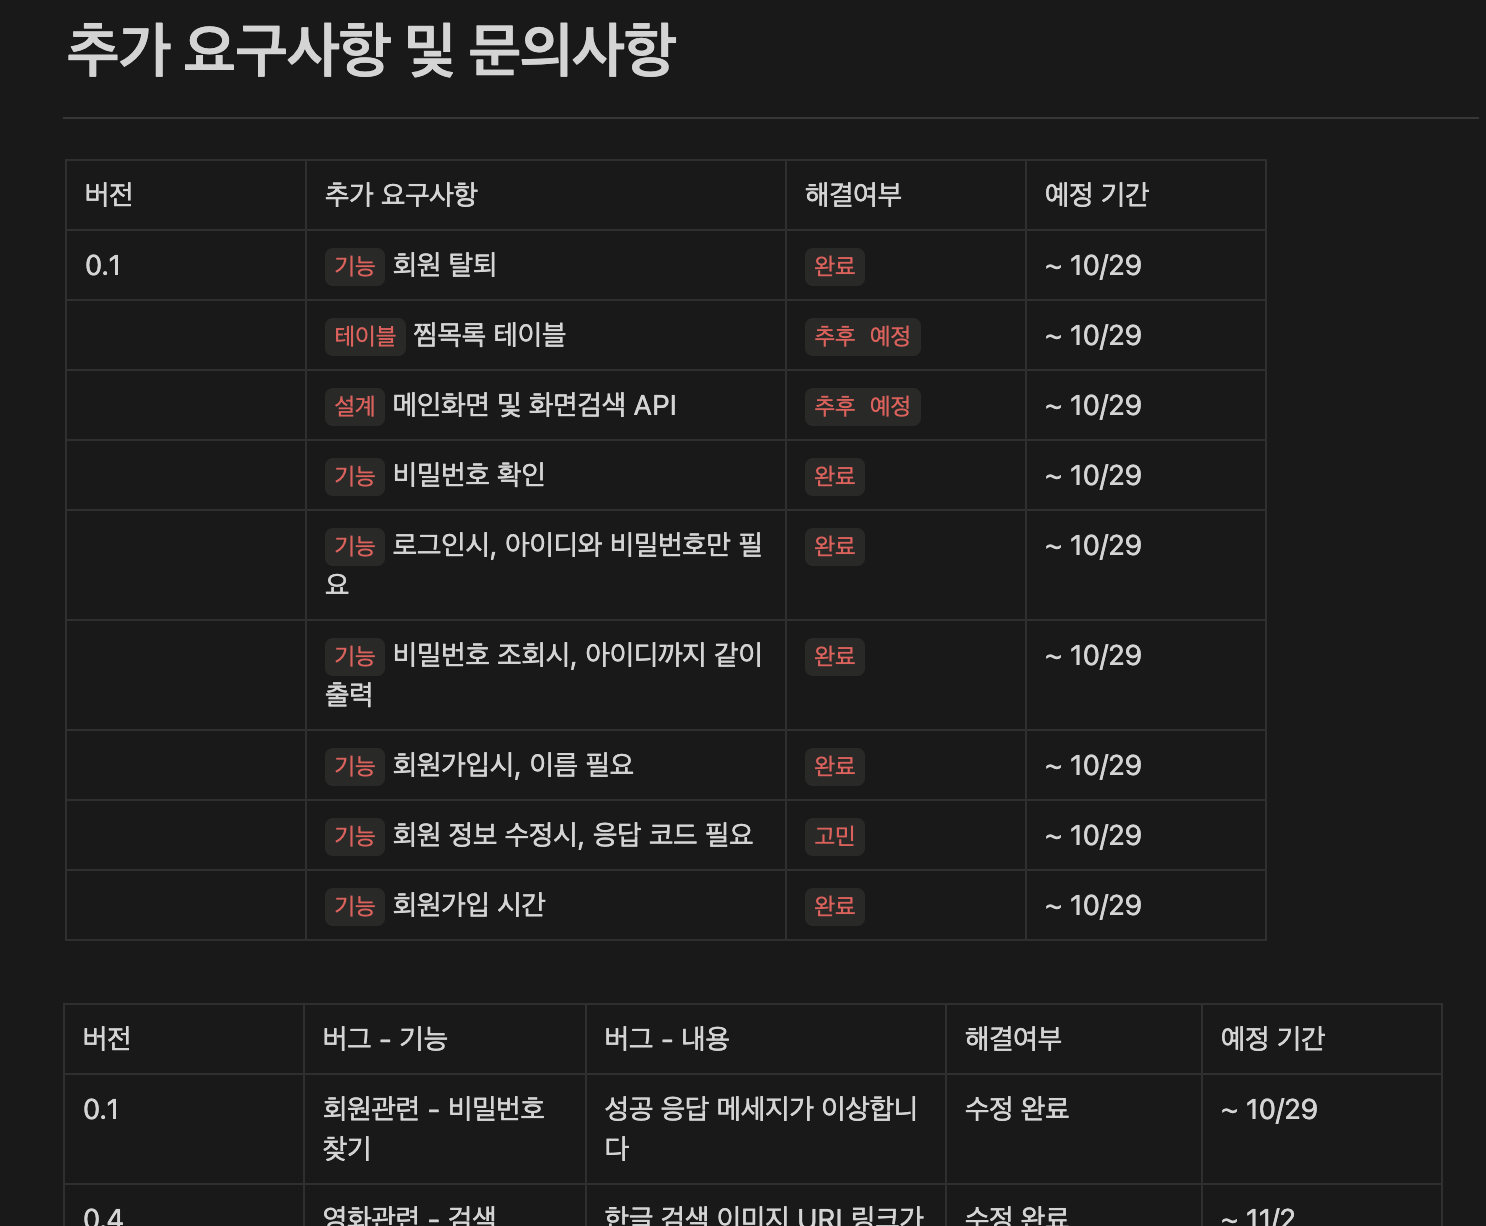 추가 요구사항 및 문의사항
버전 추가 요구사항 해결여부 예정 기간
0.1 기능 회원 탈퇴 완료 ~ 10/29
테이블 찜목록 테이블 추후 예정 ~ 10/29
설계 메인화면 및 화면검색 API 추후 예정 ~ 10/29
기능 비밀번호 확인 완료 ~ 10/29
기능 로그인시, 아이디와 비밀번호만 필 완료 ~ 10/29
요
기능 비밀번호 조회시, 아이디까지 같이 완료 ~ 10/29
출력
기능 회원가입시, 이름 필요 완료 ~ 10/29
기능 회원 정보 수정시, 응답 코드 필요 고민 ~ 10/29
기능 회원가입 시간 완료 ~ 10/29
버전 버그 - 기능 버그 - 내용 해결여부 예정 기간
0.1 회원관련 - 비밀번호 성공 응답 메세지가 이상합니 수정 완료 ~ 10/29
찾기 다
0.4 영화관련 - 검색 한글 검색 이미지 URL 링크가 수정 완료 ~ 11/2